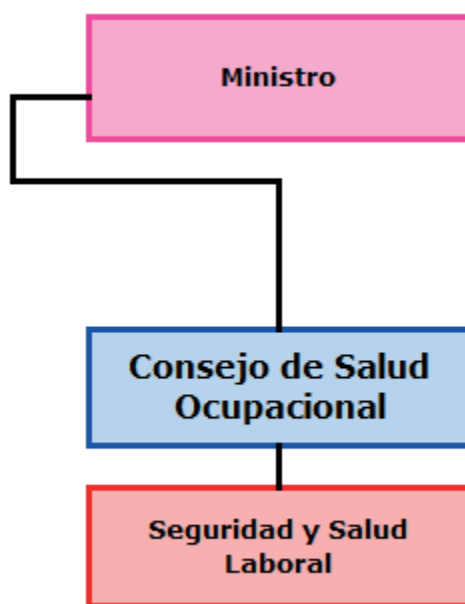 Ministro
Consejo de Salud
Ocupacional
Seguridad y Salud
Laboral